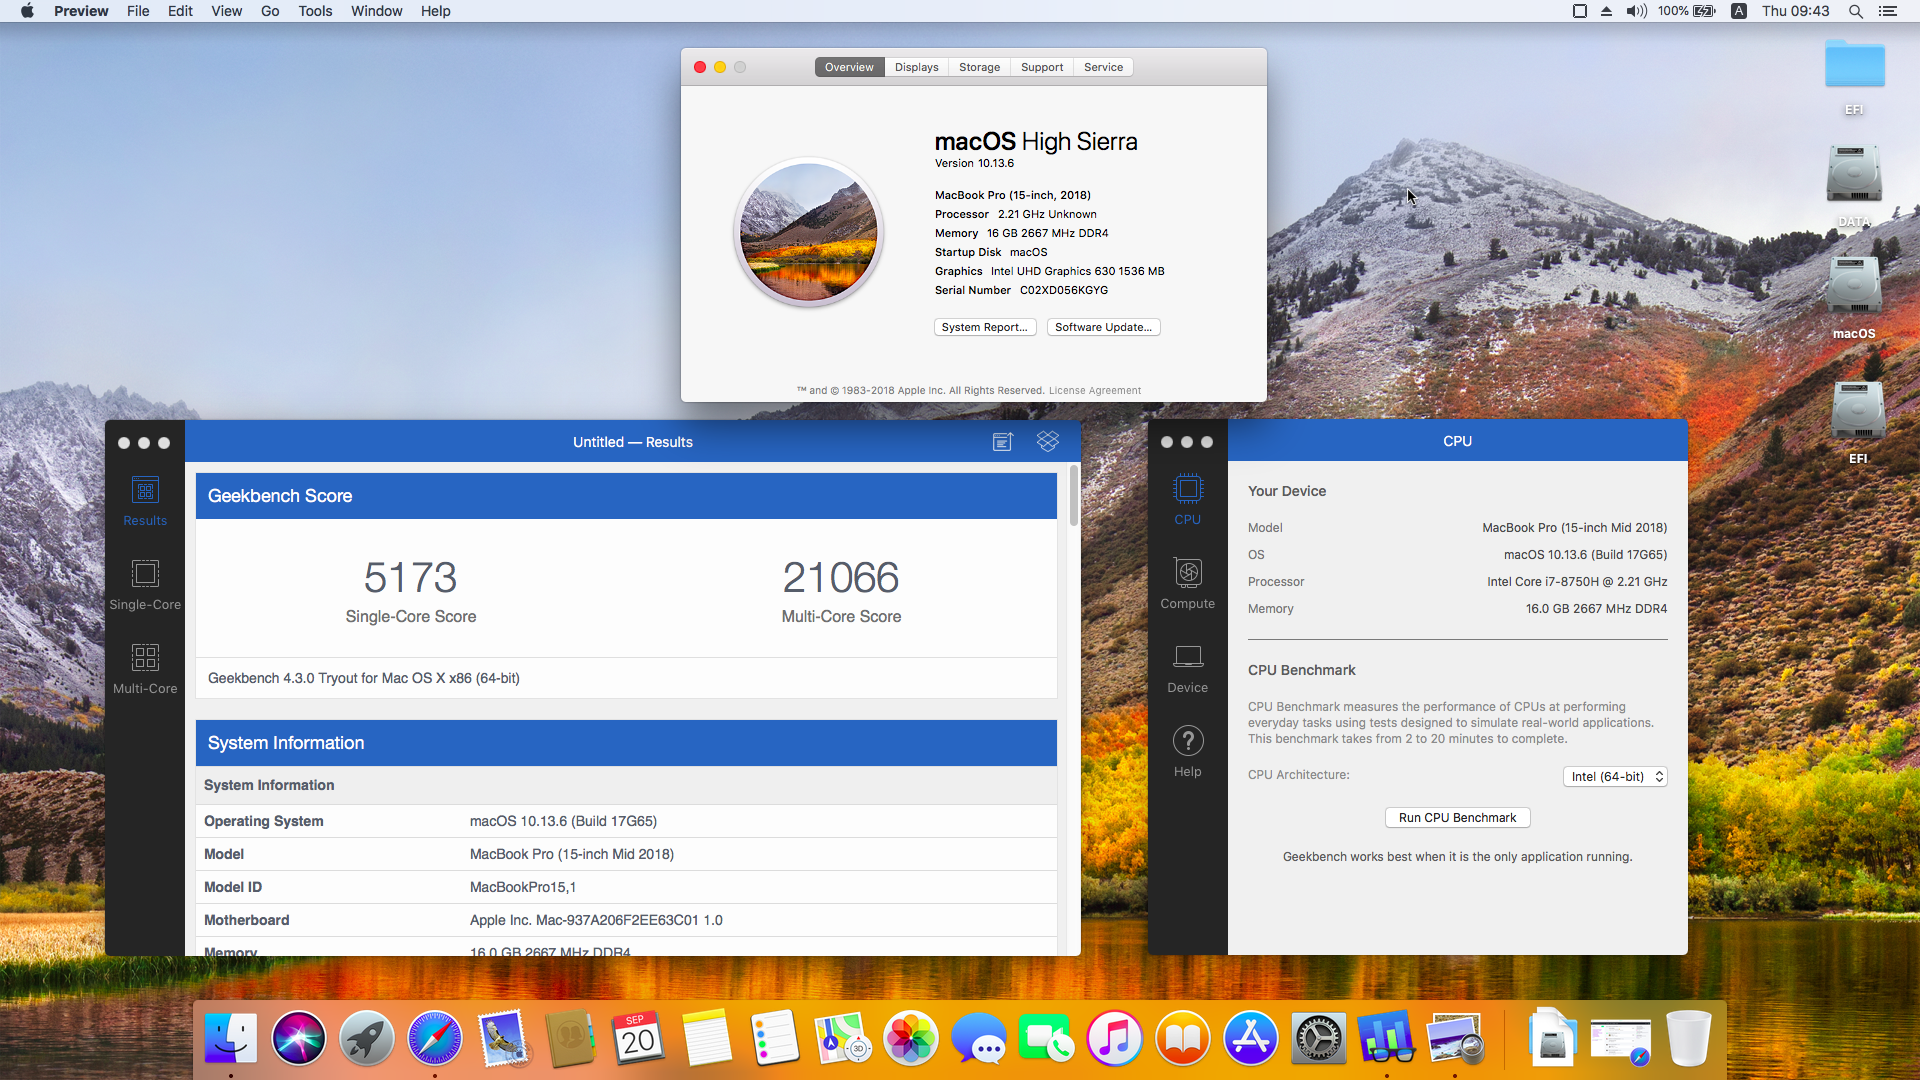 Preview File Edit View Go Tools Window Help
100% A Thu 09:43
Overview Displays Storage Support Service
macOS High Sierra
Version 10.13.6
MacBook Pro (15-inch, 2018)
Processor 2.21 GHz Unknown
Memory 16 GB 2667 MHz DDR4
Startup Disk macOS
Graphics Intel UHD Graphics 630 1536 MB
Serial Number C02XD056KGYG
System Report... Software Update...
™ and © 1983-2018 Apple Inc. All Rights Reserved. License Agreement
EFI
DATA
macOS
EFI
Untitled — Results
Results
Single-Core
Multi-Core
Geekbench Score
5173 21066
Single-Core Score Multi-Core Score
Geekbench 4.3.0 Tryout for Mac OS X x86 (64-bit)
System Information
System Information
Operating System macOS 10.13.6 (Build 17G65)
Model MacBook Pro (15-inch Mid 2018)
Model ID MacBookPro15,1
Motherboard Apple Inc. Mac-937A206F2EE63C01 1.0
Memory 16.0 GB 2667 MHz DDR4
CPU
CPU
Compute
Device
Help
Your Device
Model MacBook Pro (15-inch Mid 2018)
OS macOS 10.13.6 (Build 17G65)
Processor Intel Core i7-8750H @ 2.21 GHz
Memory 16.0 GB 2667 MHz DDR4
CPU Benchmark
CPU Benchmark measures the performance of CPUs at performing
everyday tasks using tests designed to simulate real-world applications.
This benchmark takes from 2 to 20 minutes to complete.
CPU Architecture: Intel (64-bit)
Run CPU Benchmark
Geekbench works best when it is the only application running.
SEP
20
3D